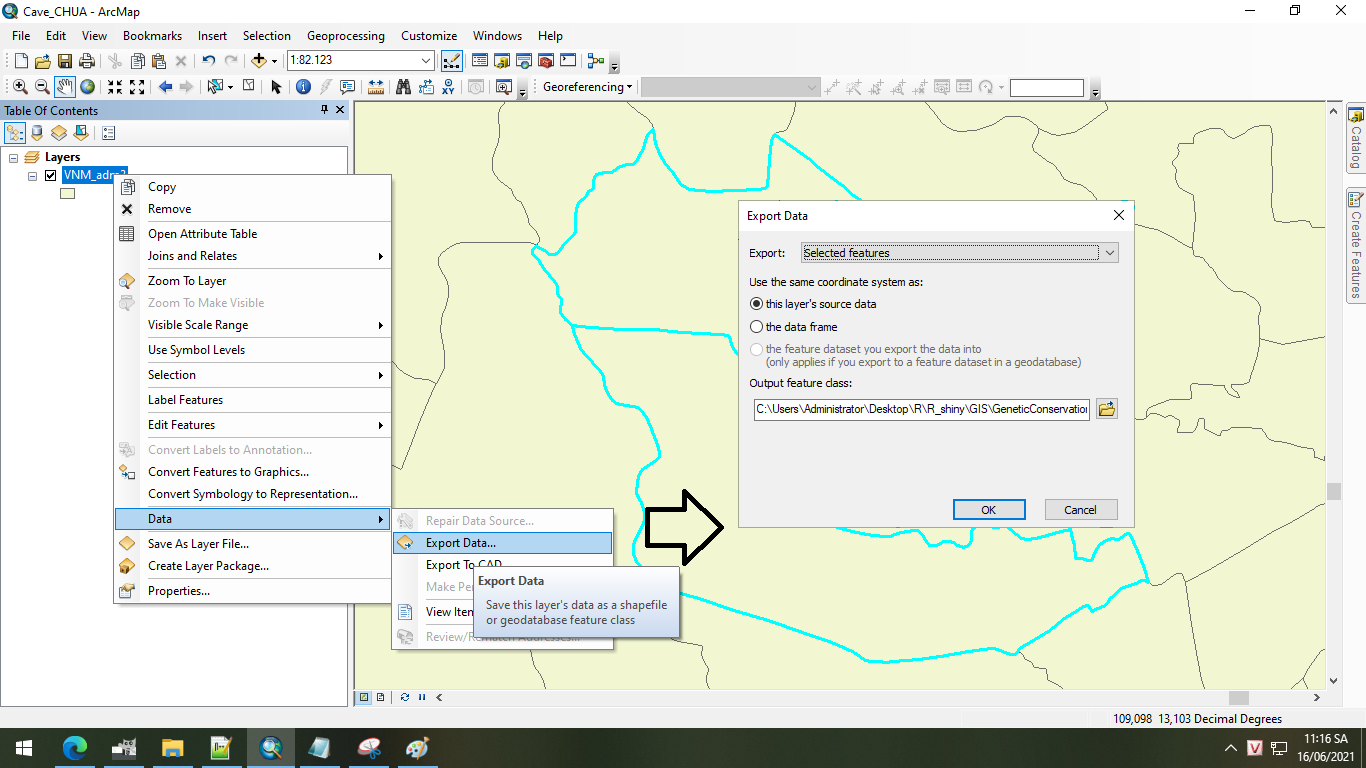 Cave_CHUA - ArcMap
File Edit View Bookmarks Insert Selection Geoprocessing Customize Windows Help
1:82.123
Georeferencing
Table Of Contents
Layers
Copy
Remove
Open Attribute Table
Joins and Relates
Zoom To Layer
Zoom To Make Visible
Visible Scale Range
Use Symbol Levels
Selection
Label Features
Edit Features
Convert Labels to Annotation...
Convert Features to Graphics...
Convert Symbology to Representation...
Data
Save As Layer File...
Create Layer Package...
Properties...
Repair Data Source...
Export Data...
Export To CAD
Make
View
Export Data
Save this layer's data as a shapefile
or geodatabase feature class
Export Data
Export: Selected features
Use the same coordinate system as:
this layer's source data
the data frame
the feature dataset you export the data into
(only applies if you export to a feature dataset in a geodatabase)
Output feature class:
C:\Users\Administrator\Desktop\R\R_shiny\GIS\GeneticConservation
OK Cancel
Catalog
Create Features
109,098 13,103 Decimal Degrees
11:16 SA
16/06/2021